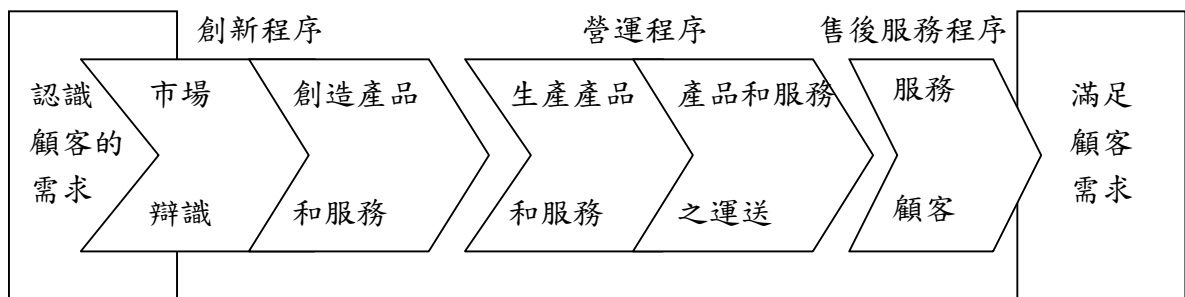 創新程序
營運程序
售後服務程序
認識
顧客的
需求
市場
辯識
創造產品
和服務
生產產品
和服務
產品和服務
之運送
服務
顧客
滿足
顧客
需求